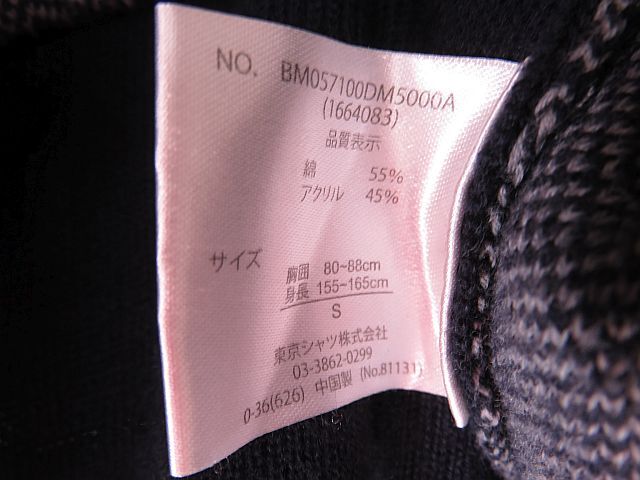 NO. BM057100DM5000A
(1664083)
品質表示
綿 55%
アクリル 45%
サイズ
胸囲 80~88cm
身長 155~165cm
S
東京シャツ株式会社
03-3862-0299
0-36(626) 中国製 (No.81131)